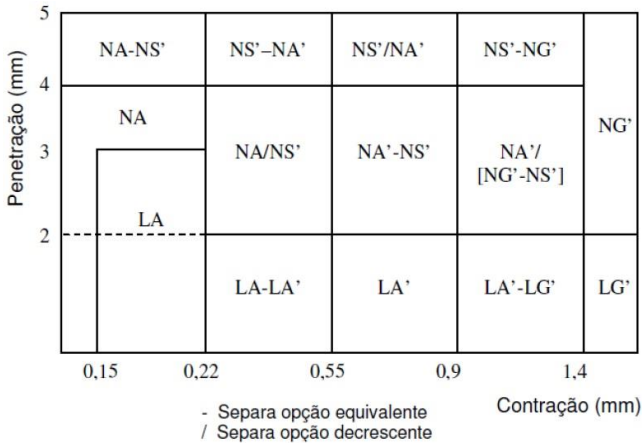 5
NA-NS’ NS’–NA’ NS’/NA’ NS’-NG’
4
NA
NG’
3
NA/NS’ NA’-NS’ NA’/
[NG’-NS’]
LA
2
LA-LA’ LA’ LA’-LG’ LG’
Penetração (mm)
0,15 0,22 0,55 0,9 1,4
Contração (mm)
- Separa opção equivalente
/ Separa opção decrescente